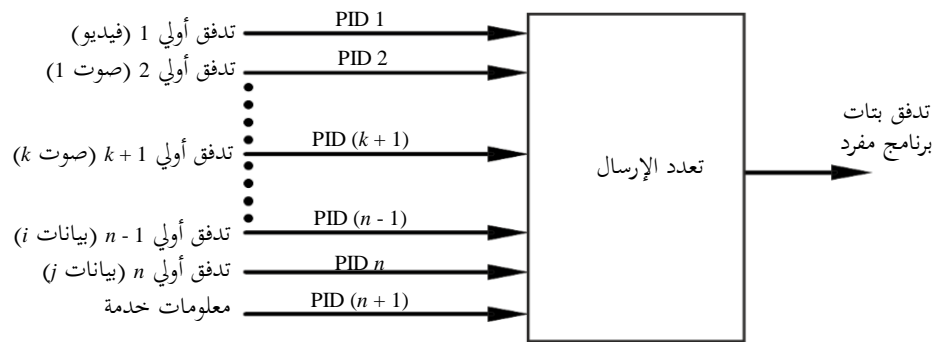 تدفق أولي 1 (فيديو)
PID 1
تدفق أولي 2 (صوت 1)
PID 2
تدفق أولي k + 1 (صوت k)
PID (k + 1)
تدفق أولي n - 1 (بيانات i)
PID (n - 1)
تدفق أولي n (بيانات j)
PID n
معلومات خدمة
PID (n + 1)
تعدد الإرسال
تدفق بتات
برنامج مفرد